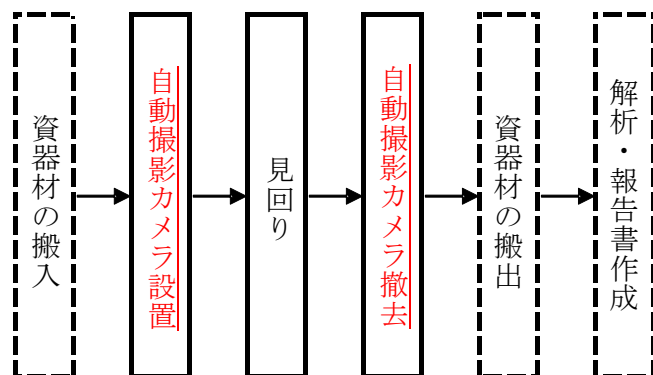 資器材の搬入
自動撮影カメラ設置
見回り
自動撮影カメラ撤去
資器材の搬出
解析・報告書作成